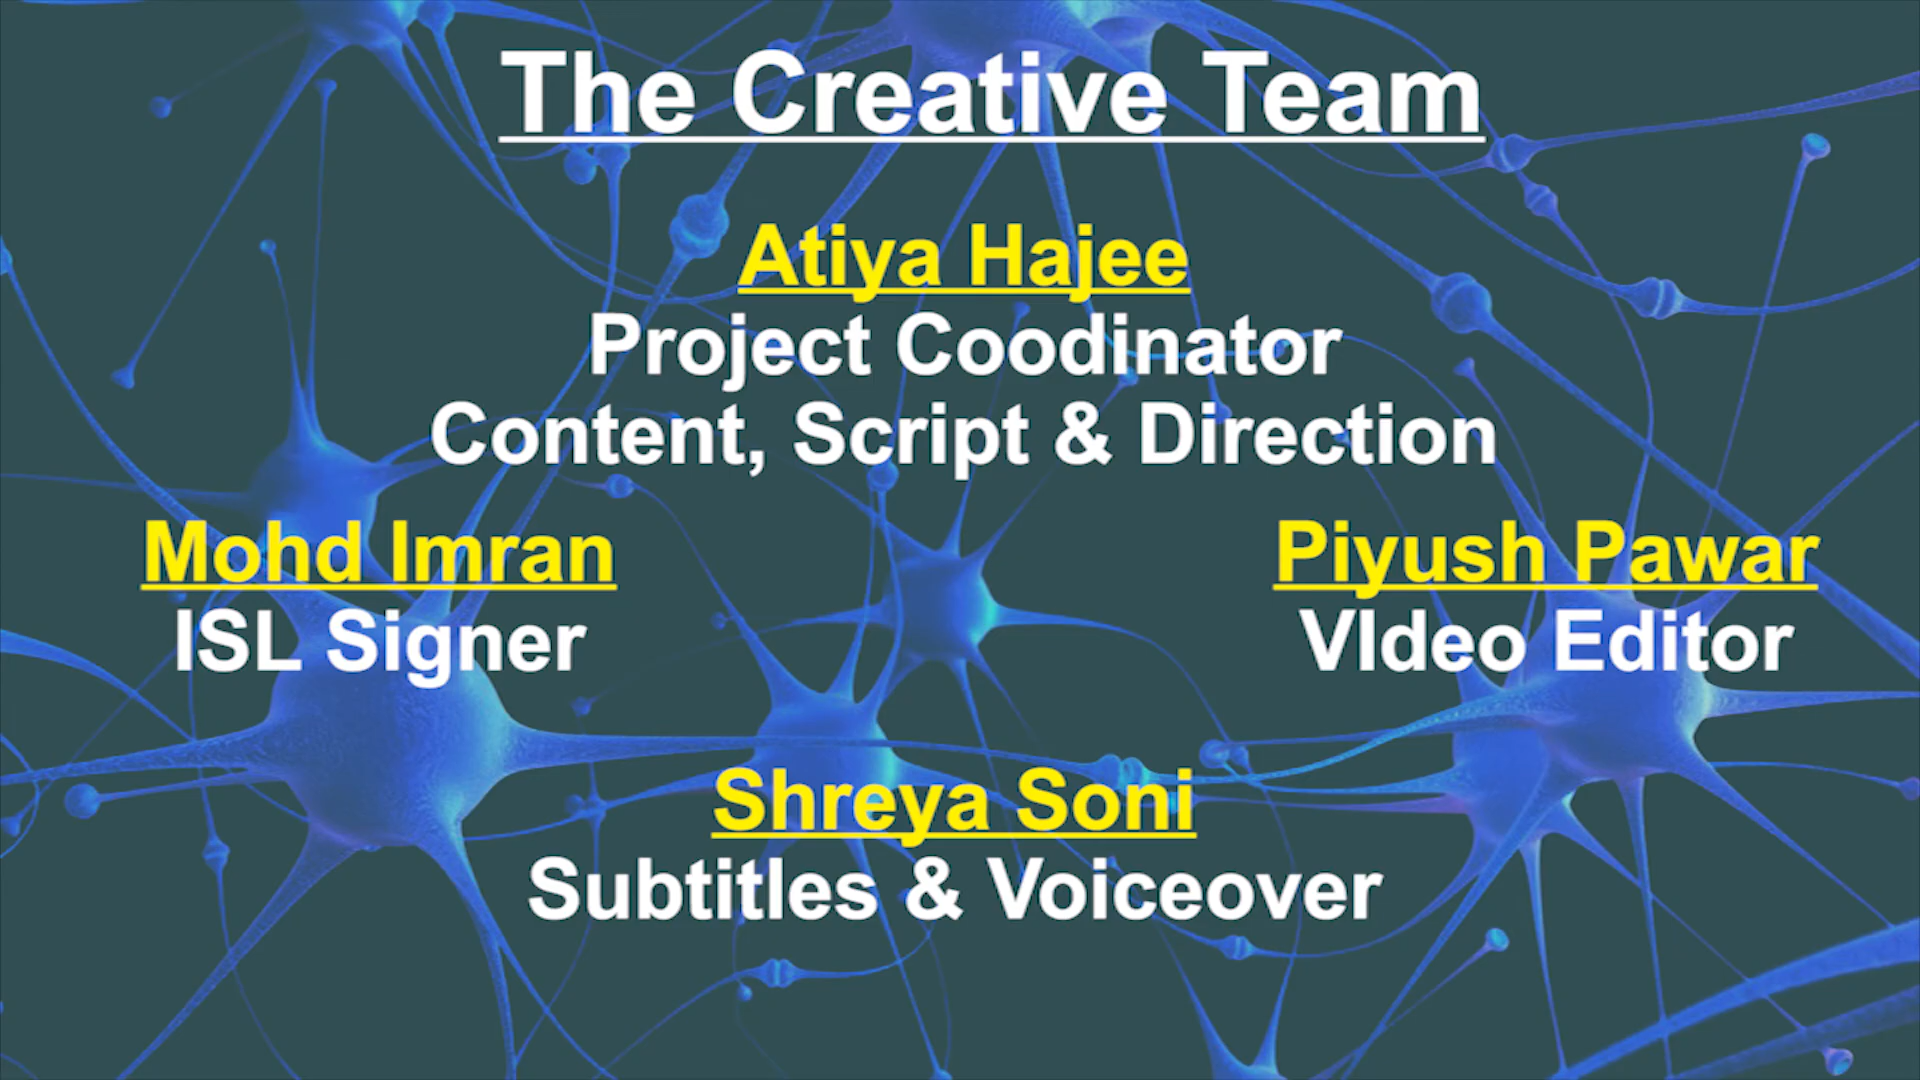 The Creative Team
Atiya Hajee
Project Coodinator
Content, Script & Direction
Mohd Imran
ISL Signer
Piyush Pawar
VIdeo Editor
Shreya Soni
Subtitles & Voiceover